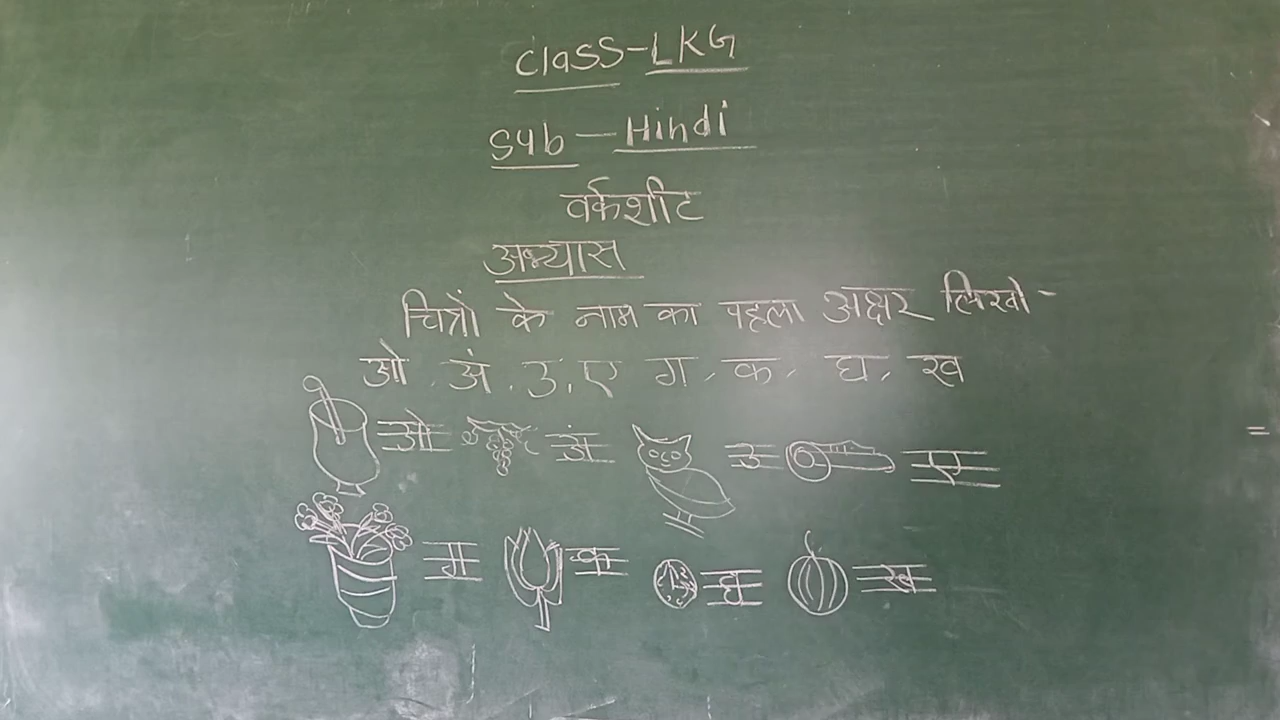 Class-LKG
Sub-Hindi
वर्कशीट
अभ्यास
चित्रों के नाम का पहला अक्षर लिखो-
ओ, अं, उ, ए ग, क, घ, ख
ओ अं उ ए
ग क घ ख